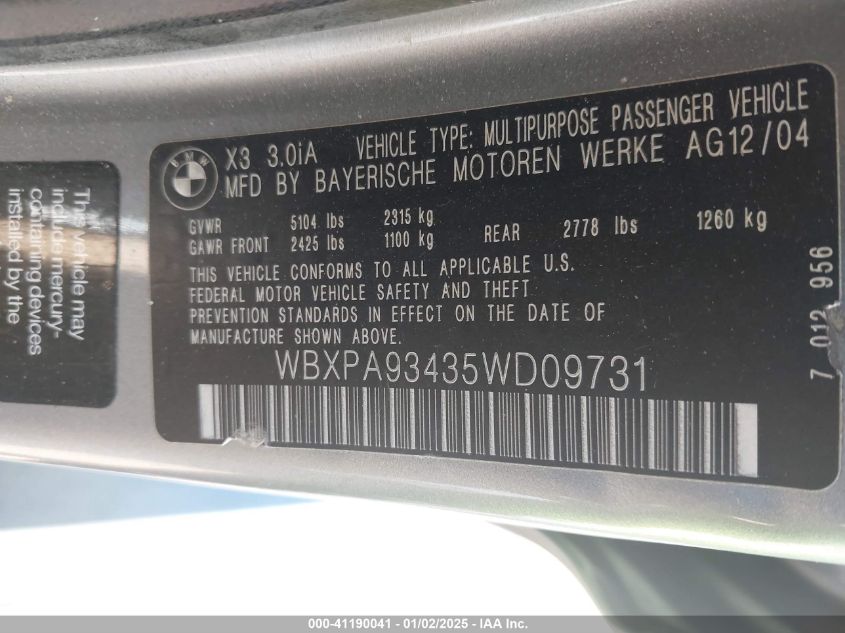 This vehicle may
include mercury-
containing devices
installed by the
BMW
X3 3.0iA VEHICLE TYPE: MULTIPURPOSE PASSENGER VEHICLE
MFD BY BAYERISCHE MOTOREN WERKE AG12/04
GVWR 5104 lbs 2315 kg
GAWR FRONT 2425 lbs 1100 kg REAR 2778 lbs 1260 kg
THIS VEHICLE CONFORMS TO ALL APPLICABLE U.S.
FEDERAL MOTOR VEHICLE SAFETY AND THEFT
PREVENTION STANDARDS IN EFFECT ON THE DATE OF
MANUFACTURE SHOWN ABOVE.
WBXPA93435WD09731
7 012 956
000-41190041 - 01/02/2025 - IAA Inc.